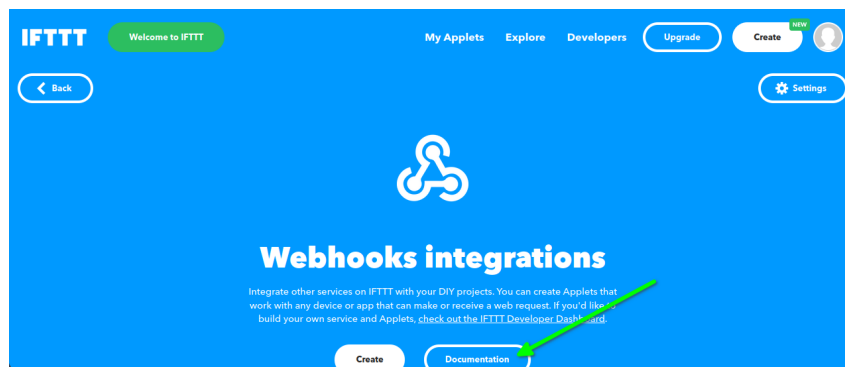 IFTTT
Welcome to IFTTT
My Applets
Explore
Developers
Upgrade
Create
NEW
Back
Settings
Webhooks integrations
Integrate other services on IFTTT with your DIY projects. You can create Applets that
work with any device or app that can make or receive a web request. If you'd like to
build your own service and Applets, check out the IFTTT Developer Dashboard.
Create
Documentation